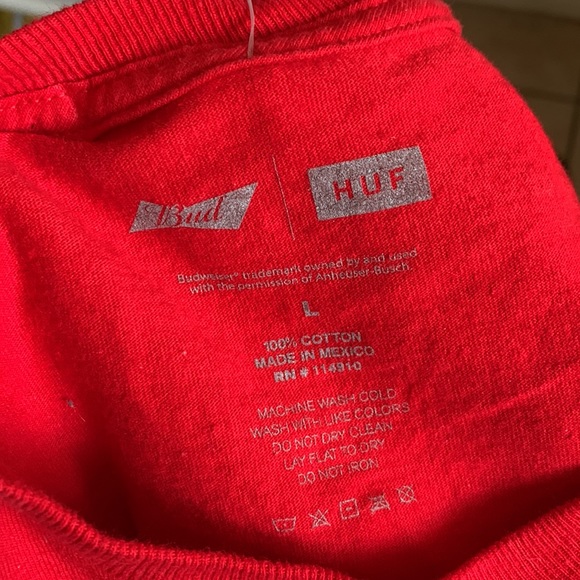 Bud | HUF
Budweiser® trademark owned by and used
with the permission of Anheuser-Busch.
L
100% COTTON
MADE IN MEXICO
RN # 114910
MACHINE WASH COLD
WASH WITH LIKE COLORS
DO NOT DRY CLEAN
LAY FLAT TO DRY
DO NOT IRON